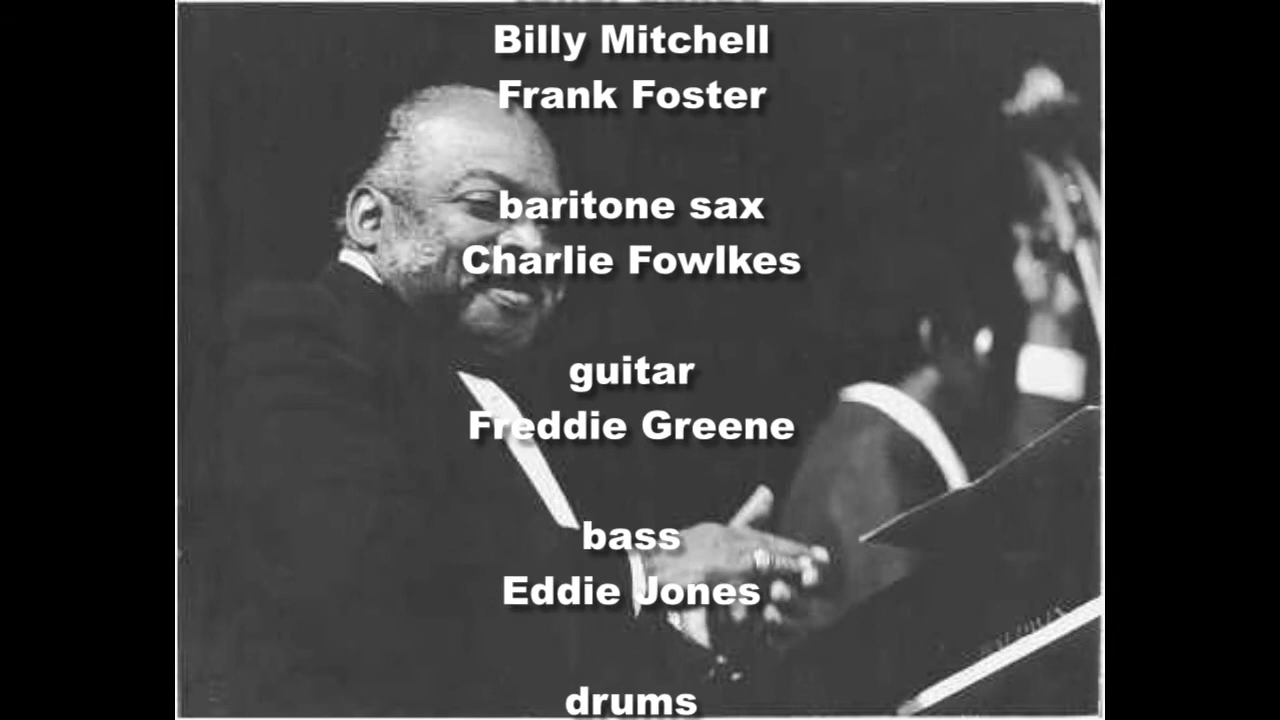 Billy Mitchell
Frank Foster
baritone sax
Charlie Fowlkes
guitar
Freddie Greene
bass
Eddie Jones
drums